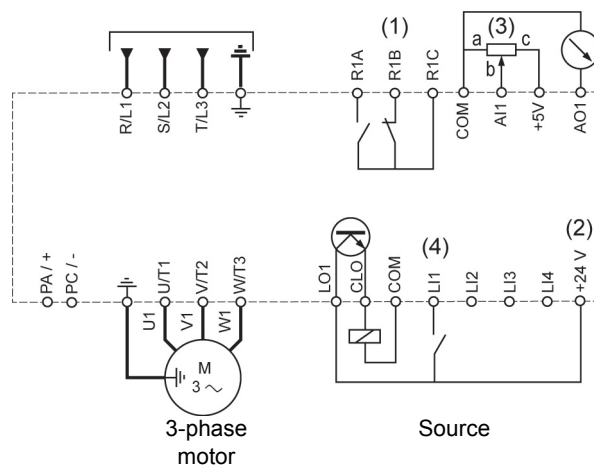 (1)
(3)
a
c
b
R/L1
S/L2
T/L3
R1A
R1B
R1C
COM
AI1
+5V
AO1
(4)
(2)
PA / +
PC / -
U/T1
V/T2
W/T3
LO1
CLO
COM
LI1
LI2
LI3
LI4
+24 V
U1
V1
W1
M
3 ~
3-phase
motor
Source